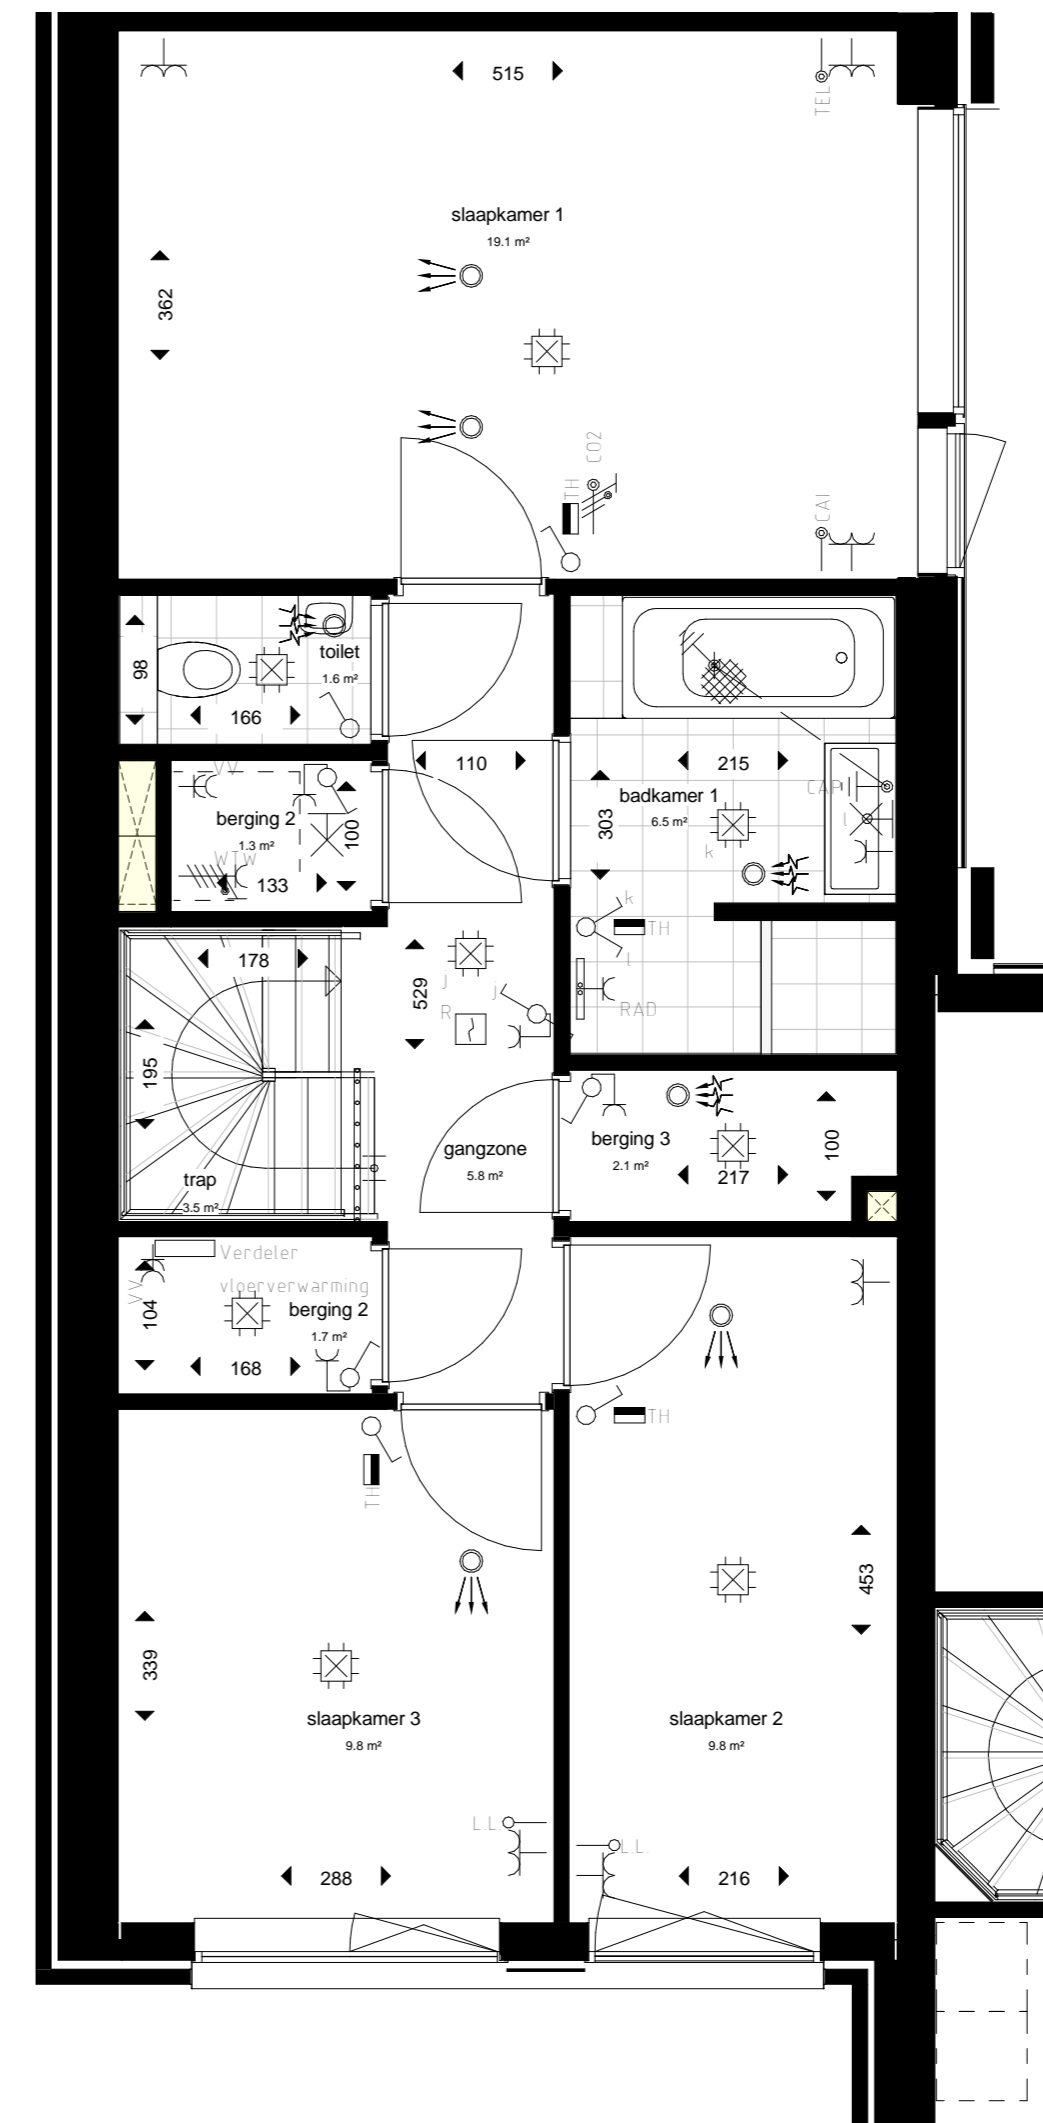 515
TEL
slaapkamer 1
19.1 m²
362
CO2
TH
CAI
98
toilet
1.6 m²
166
110
215
VV
berging 2
1.3 m²
100
WTW
133
303
badkamer 1
6.5 m²
CAP
l
k
k
TH
l
RAD
178
529
j
j
R
195
trap
3.5 m²
gangzone
5.8 m²
berging 3
2.1 m²
217
100
Verdeler
vloerverwarming
VV
104
berging 2
1.7 m²
168
TH
TH
453
339
slaapkamer 3
9.8 m²
slaapkamer 2
9.8 m²
L.L.
L.L.
288
216